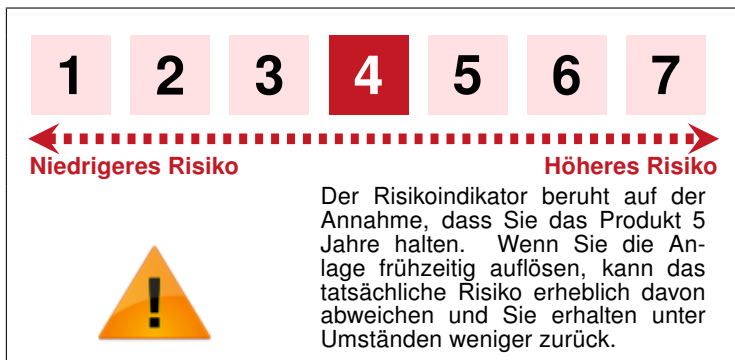 1 2 3 4 5 6 7
Niedrigeres Risiko Höheres Risiko
Der Risikoindikator beruht auf der
Annahme, dass Sie das Produkt 5
Jahre halten. Wenn Sie die An-
lage frühzeitig auflösen, kann das
tatsächliche Risiko erheblich davon
abweichen und Sie erhalten unter
Umständen weniger zurück.
!